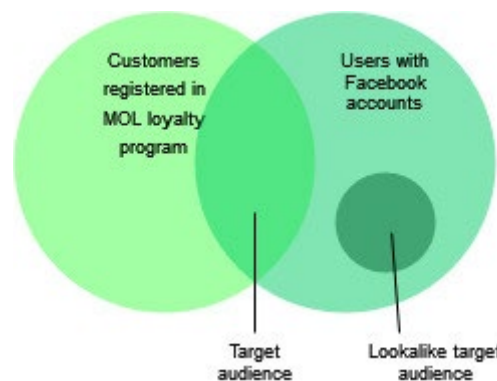 Customers
registered in
MOL loyalty
program
Users with
Facebook
accounts
Target
audience
Lookalike target
audience